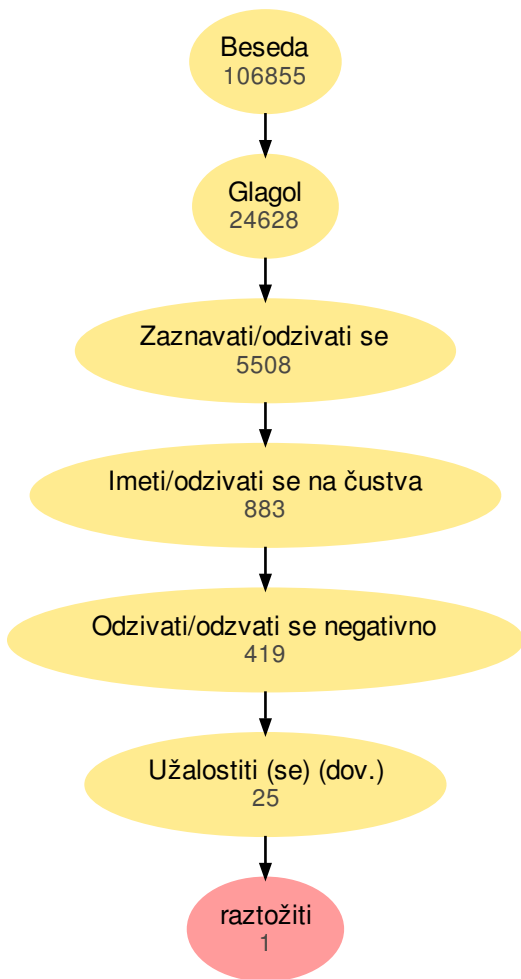 Beseda
106855
Glagol
24628
Zaznavati/odzivati se
5508
Imeti/odzivati se na čustva
883
Odzivati/odzvati se negativno
419
Užalostiti (se) (dov.)
25
raztožiti
1